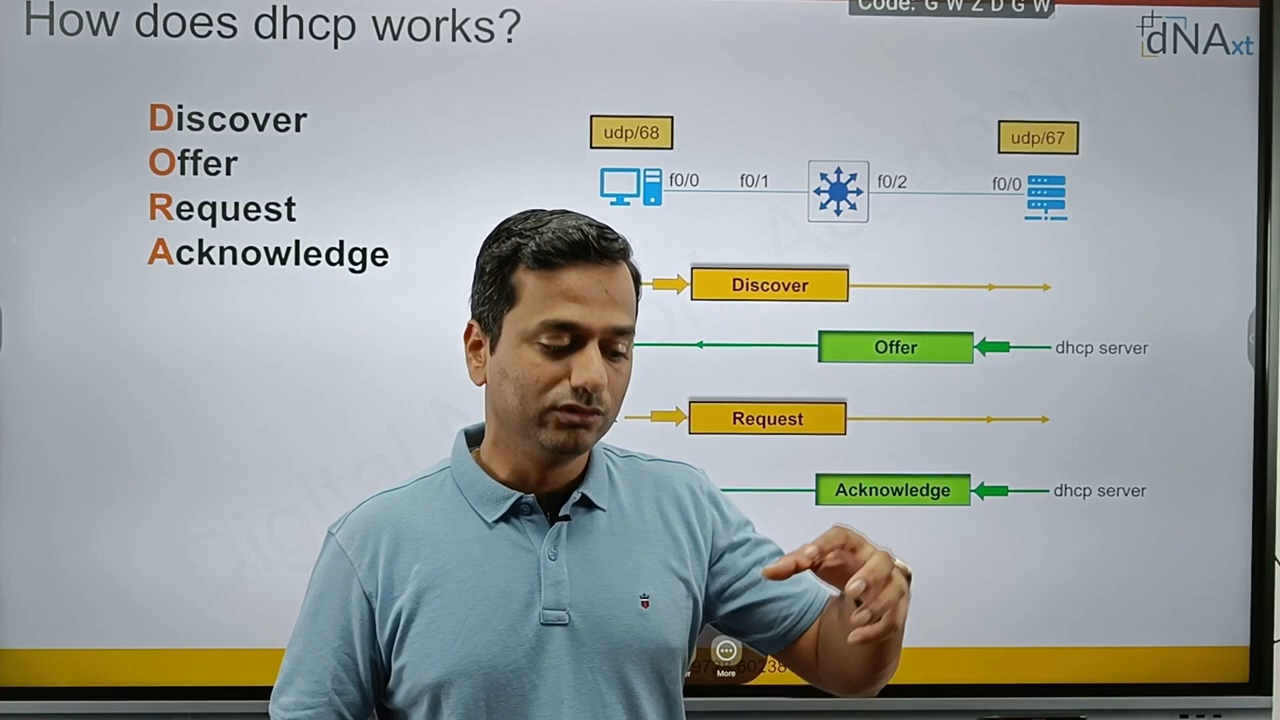 How does dhcp works?
Code: G W Z D G W
dNAxt
Discover
Offer
Request
Acknowledge
udp/68
udp/67
f0/0
f0/1
f0/2
f0/0
Discover
Offer
dhcp server
Request
Acknowledge
dhcp server
More